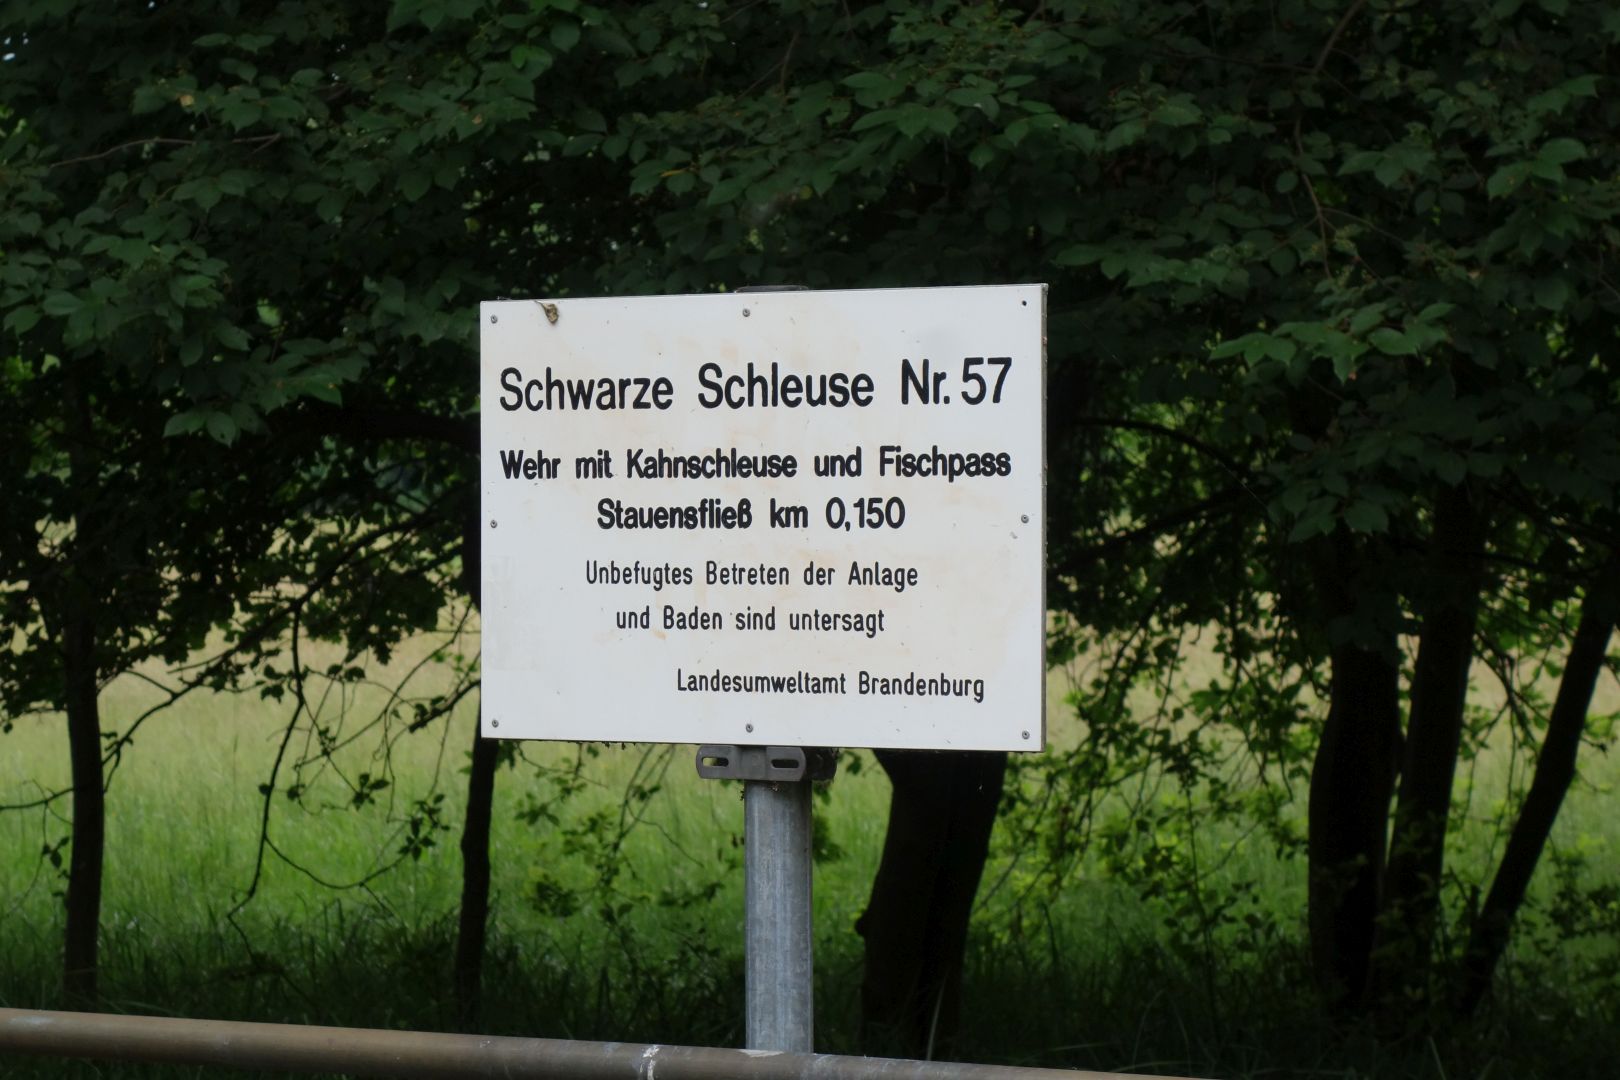 Schwarze Schleuse Nr. 57
Wehr mit Kahnschleuse und Fischpass
Stauensfließ km 0,150
Unbefugtes Betreten der Anlage
und Baden sind untersagt
Landesumweltamt Brandenburg